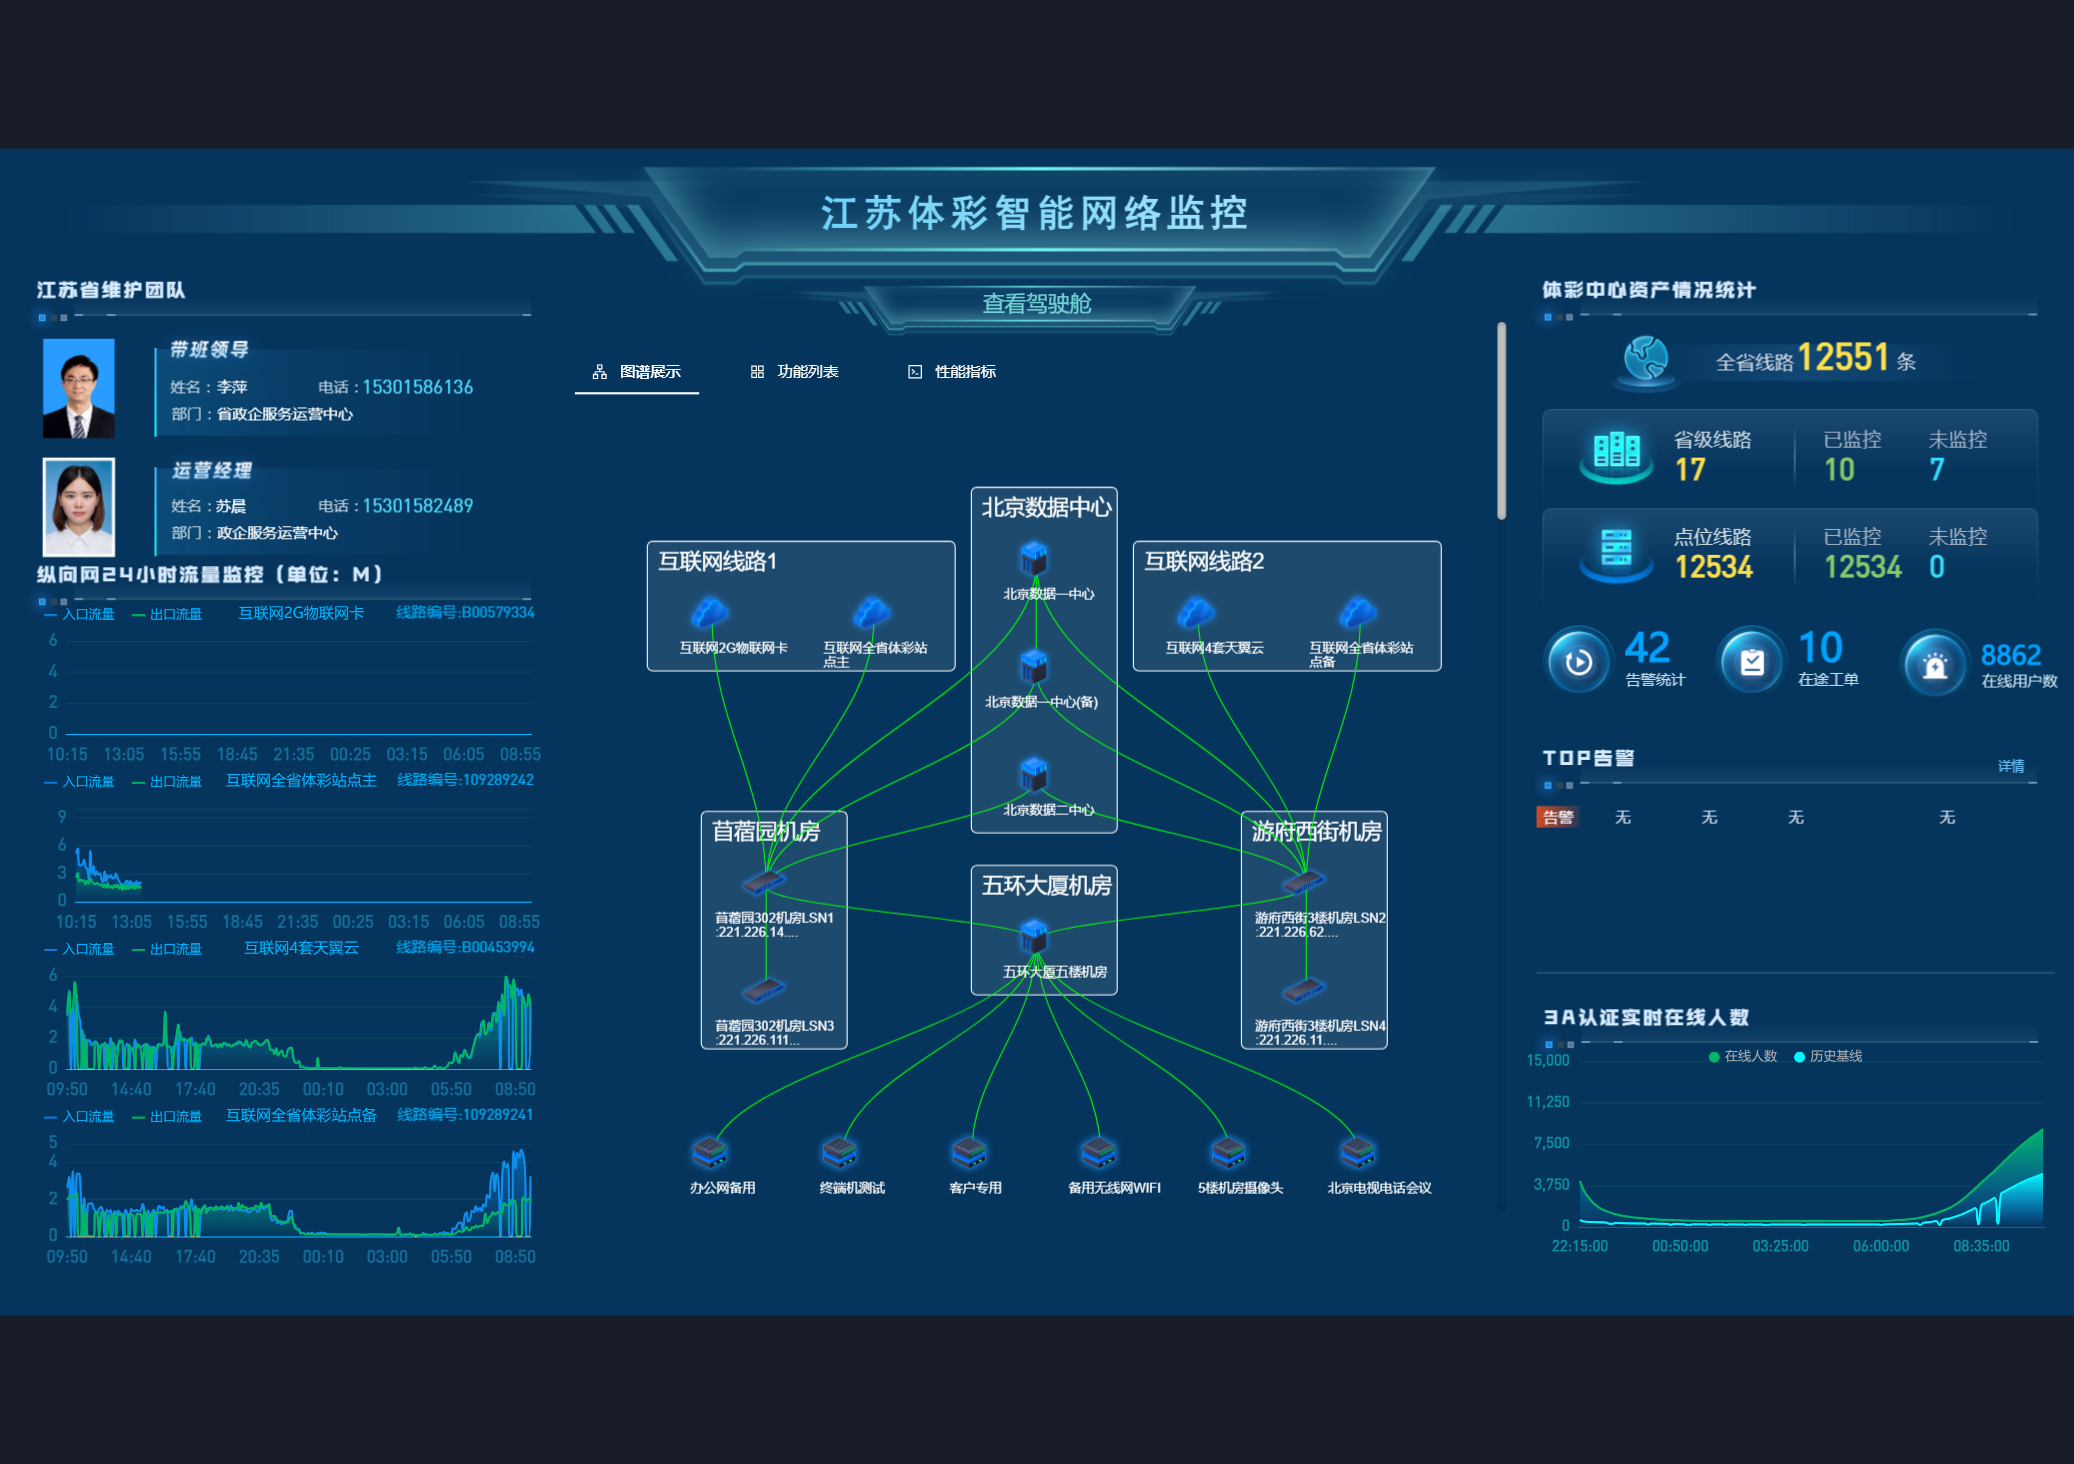 江苏体彩智能网络监控
查看驾驶舱
江苏省维护团队
带班领导
姓名：李萍 电话：15301586136
部门：省政企服务运营中心
运营经理
姓名：苏晨 电话：15301582489
部门：政企服务运营中心
纵向网24小时流量监控（单位：M）
入口流量 出口流量 互联网2G物联网卡 线路编号:B00579334
6
4
2
0
10:15 13:05 15:55 18:45 21:35 00:25 03:15 06:05 08:55
入口流量 出口流量 互联网全省体彩站点主 线路编号:109289242
9
6
3
0
10:15 13:05 15:55 18:45 21:35 00:25 03:15 06:05 08:55
入口流量 出口流量 互联网4套天翼云 线路编号:B00453994
6
4
2
0
09:50 14:40 17:40 20:35 00:10 03:00 05:50 08:50
入口流量 出口流量 互联网全省体彩站点备 线路编号:109289241
5
4
2
0
09:50 14:40 17:40 20:35 00:10 03:00 05:50 08:50
图谱展示 功能列表 性能指标
北京数据中心
北京数据一中心
北京数据一中心(备)
北京数据二中心
互联网线路1
互联网2G物联网卡
互联网全省体彩站
点主
互联网线路2
互联网4套天翼云
互联网全省体彩站
点备
苜蓿园机房
苜蓿园302机房LSN1
:221.226.14....
苜蓿园302机房LSN3
:221.226.111...
五环大厦机房
五环大厦五楼机房
游府西街机房
游府西街3楼机房LSN2
:221.226.62....
游府西街3楼机房LSN4
:221.226.11....
办公网备用 终端机测试 客户专用 备用无线网WIFI 5楼机房摄像头 北京电视电话会议
体彩中心资产情况统计
全省线路 12551 条
省级线路 已监控 未监控
17 10 7
点位线路 已监控 未监控
12534 12534 0
42 10 8862
告警统计 在途工单 在线用户数
TOP告警 详情
告警 无 无 无 无
3A认证实时在线人数
在线人数 历史基线
15,000
11,250
7,500
3,750
0
22:15:00 00:50:00 03:25:00 06:00:00 08:35:00